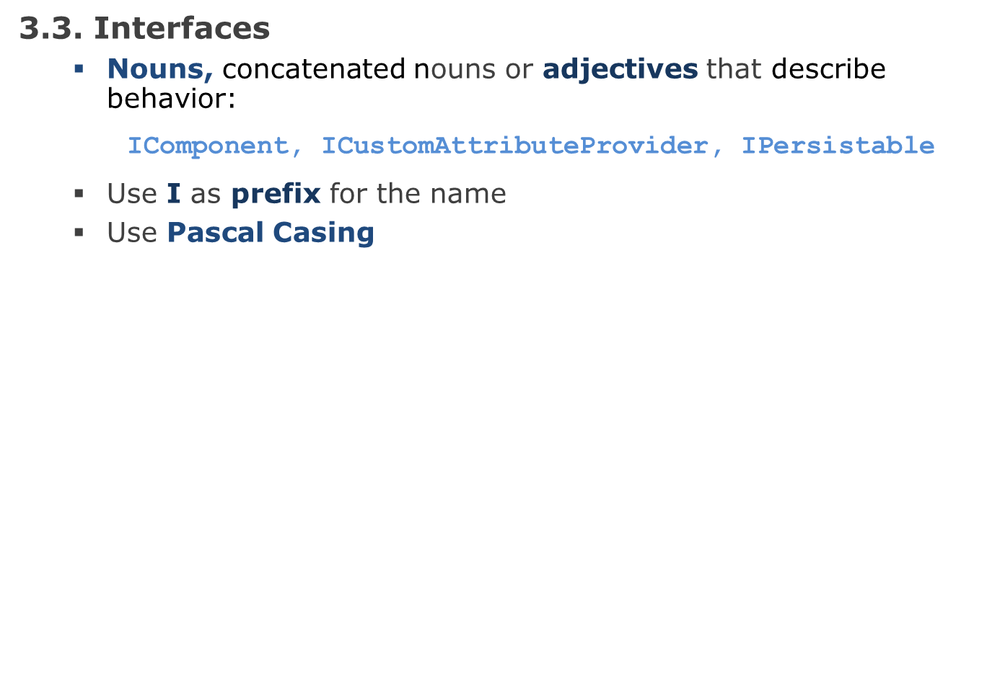 3.3. Interfaces
▪ Nouns, concatenated nouns or adjectives that describe
behavior:
IComponent, ICustomAttributeProvider, IPersistable
▪ Use I as prefix for the name
▪ Use Pascal Casing